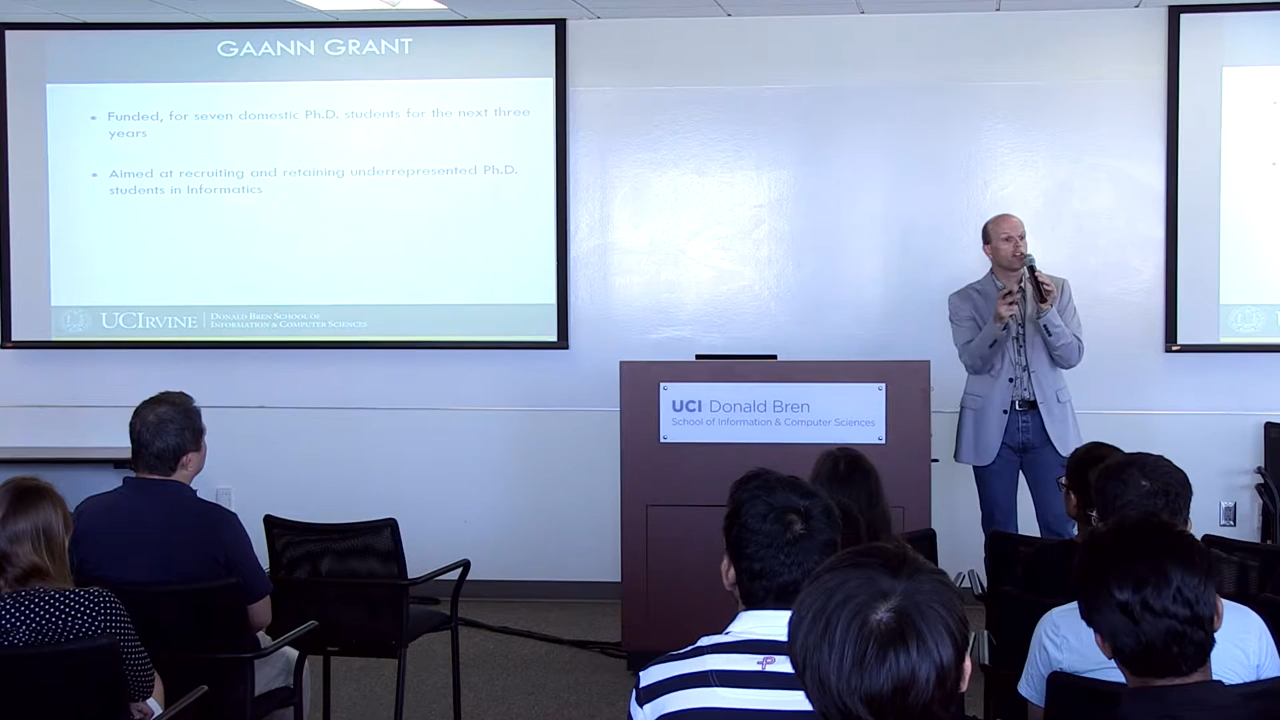 GAANN GRANT
• Funded, for seven domestic Ph.D. students for the next three
years
• Aimed at recruiting and retaining underrepresented Ph.D.
students in Informatics
UCIRVINE | DONALD BREN SCHOOL OF
INFORMATION & COMPUTER SCIENCES
UCI Donald Bren
School of Information & Computer Sciences
P